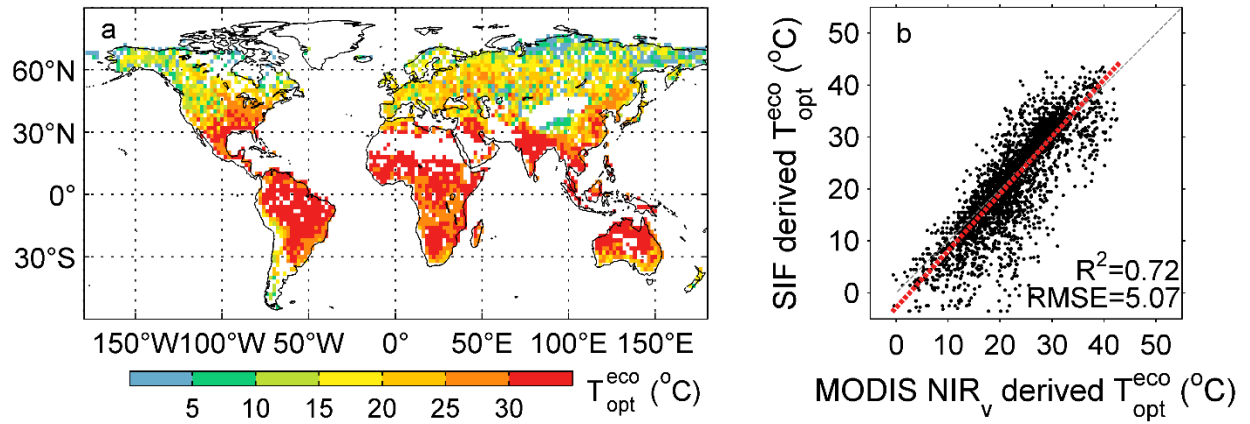 a
60°N
30°N
0°
30°S
150°W 100°W 50°W 0° 50°E 100°E 150°E
5 10 15 20 25 30
T_opt^eco (°C)
b
SIF derived T_opt^eco (°C)
50
40
30
20
10
0
R²=0.72
RMSE=5.07
0 10 20 30 40 50
MODIS NIR_v derived T_opt^eco (°C)